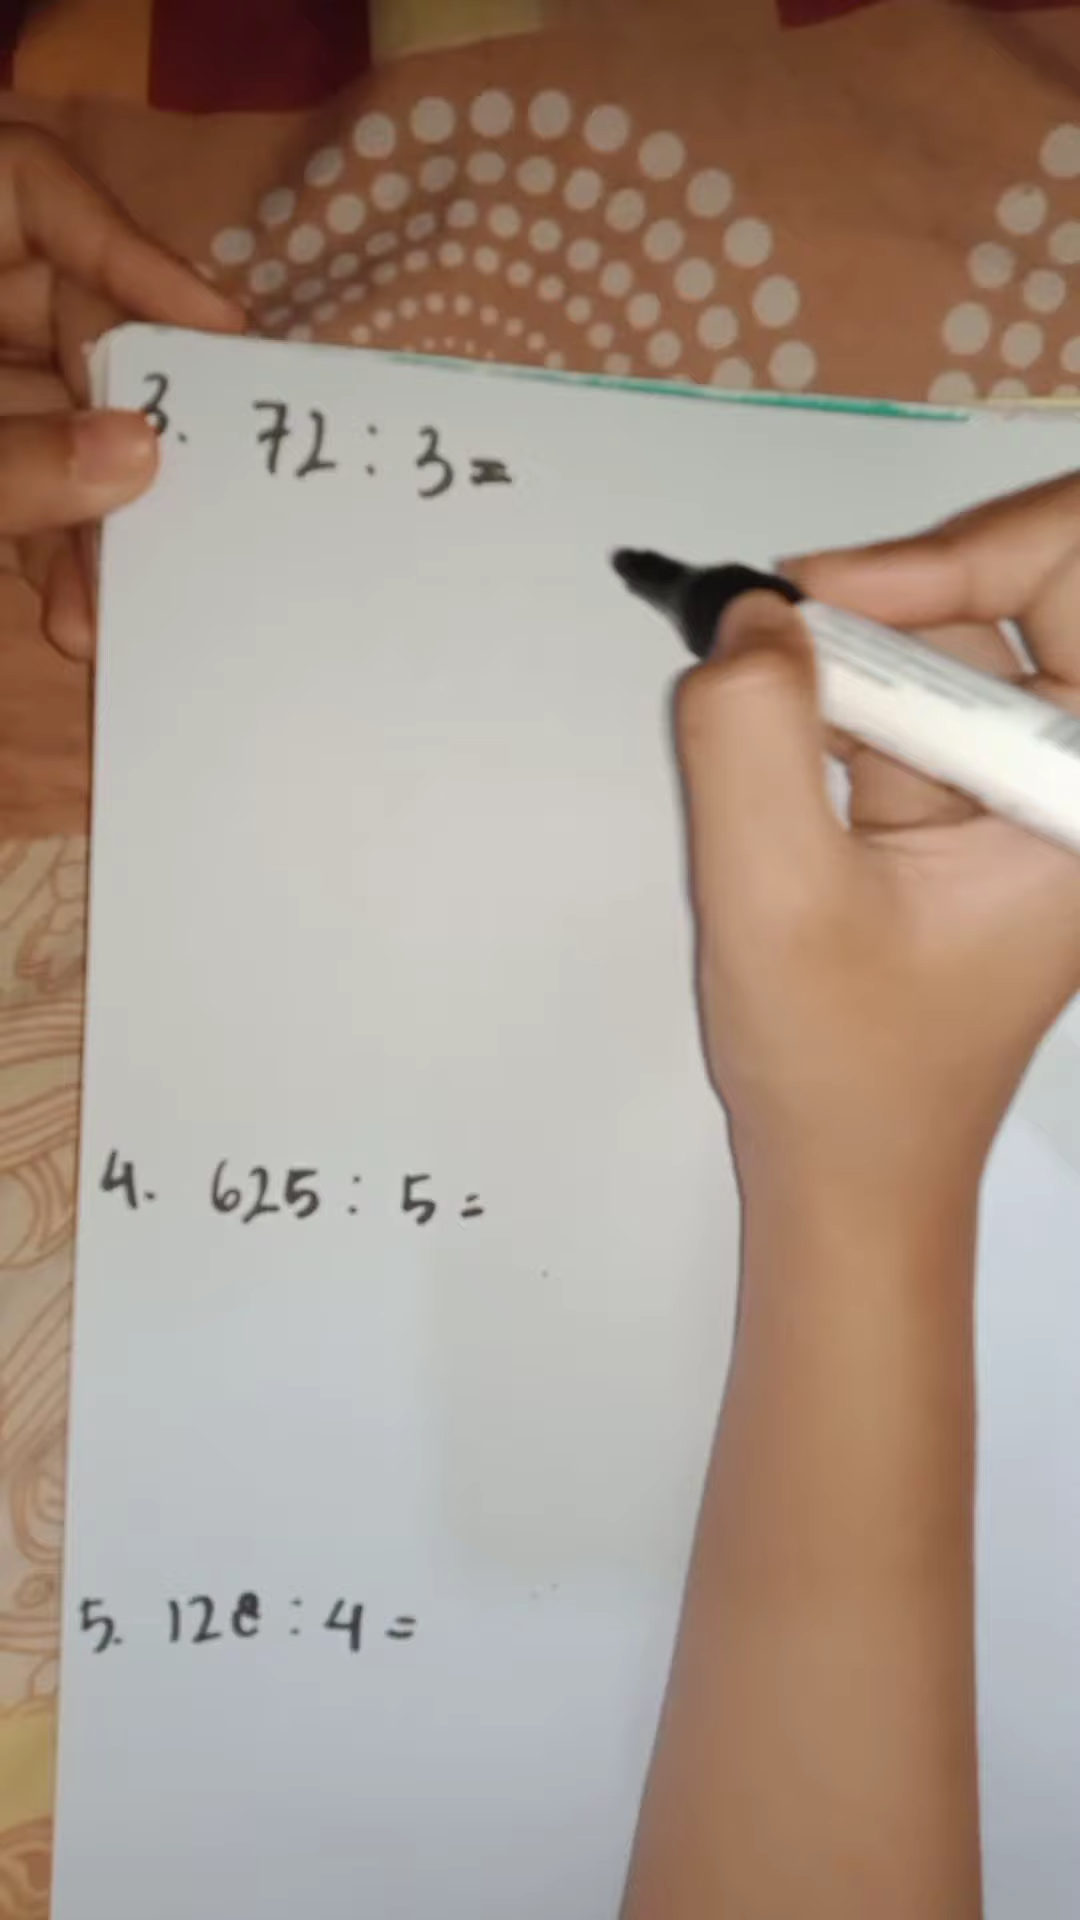 3. 72 : 3 =
4. 625 : 5 =
5. 128 : 4 =